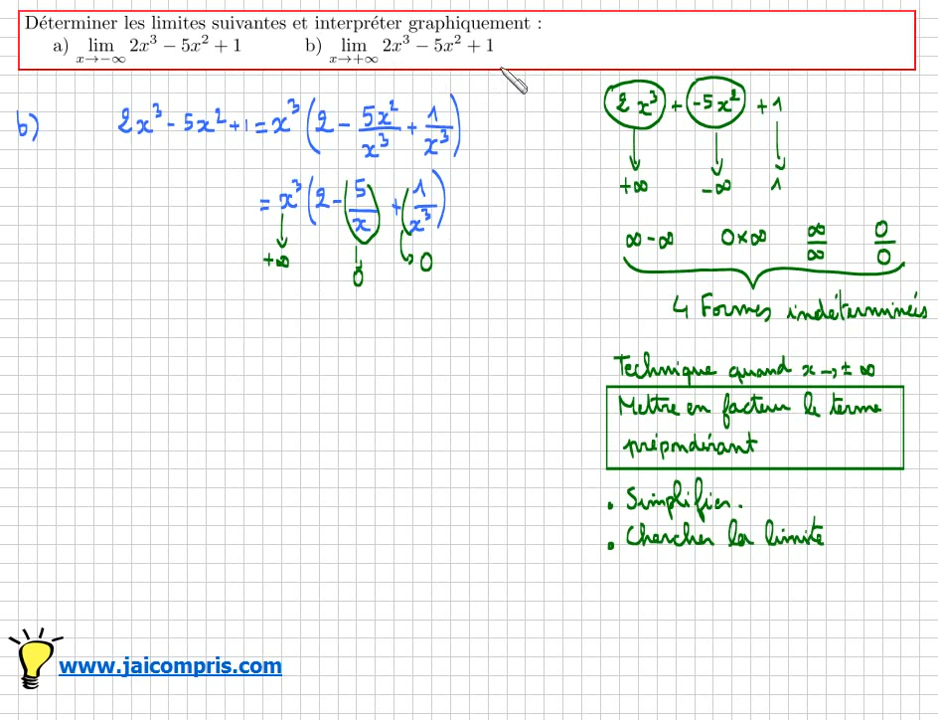 Déterminer les limites suivantes et interpréter graphiquement :
a) lim 2x³ − 5x² + 1 b) lim 2x³ − 5x² + 1
x→−∞ x→+∞
b) 2x³ - 5x² + 1 = x³ (2 - 5x²/x³ + 1/x³)
= x³ (2 - (5/x) + (1/x³))
+∞ 0 0
2x³ + -5x² + 1
+∞ -∞ 1
∞ - ∞ 0×∞ ∞/∞ 0/0
4 Formes indéterminées
Technique quand x → ± ∞
Mettre en facteur le terme
prépondérant
• Simplifier.
• Chercher la limite
www.jaicompris.com